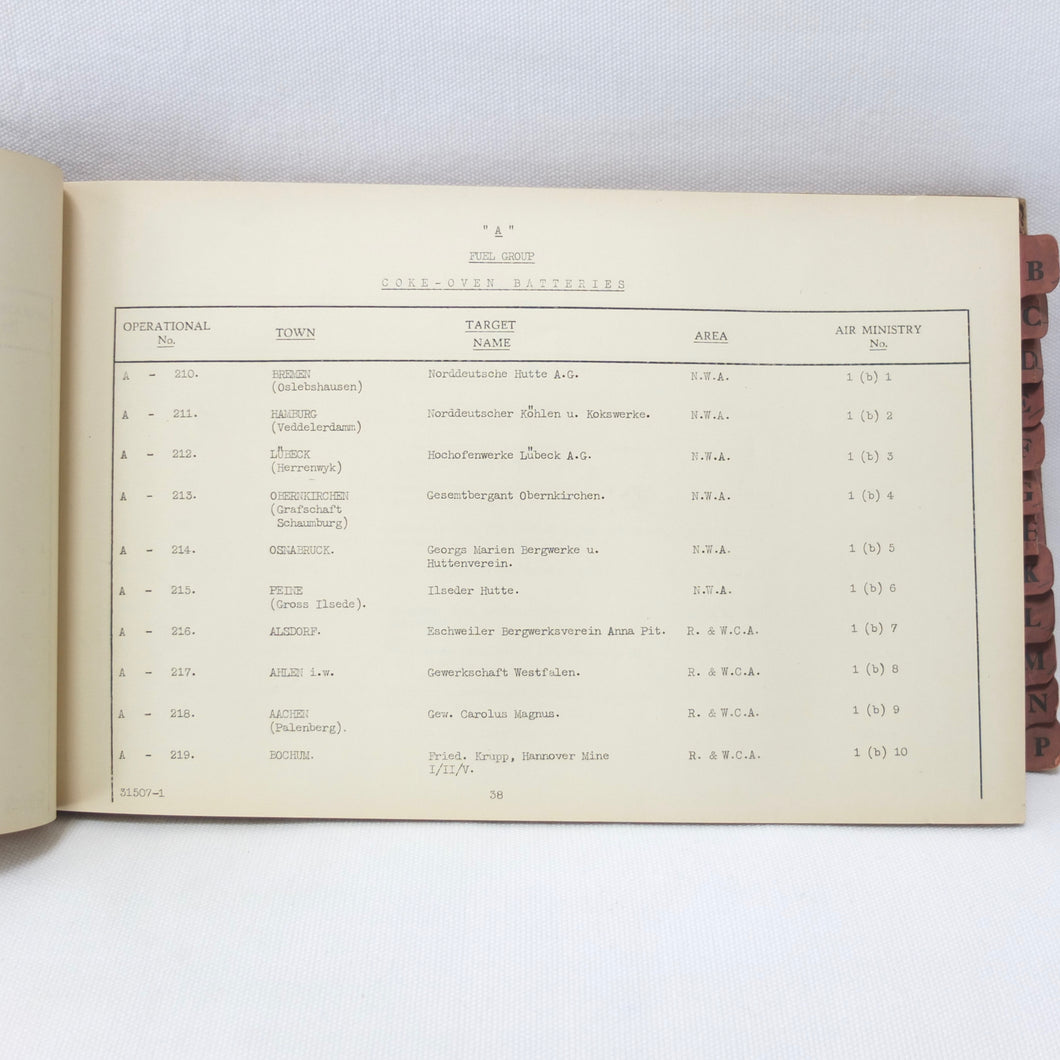 " A "
FUEL GROUP
COKE-OVEN BATTERIES
OPERATIONAL No. TOWN TARGET NAME AREA AIR MINISTRY No.
A - 210. BREMEN Norddeutsche Hutte A.G. N.W.A. 1 (b) 1
(Oslebshausen)
A - 211. HAMBURG Norddeutscher Köhlen u. Kokswerke. N.W.A. 1 (b) 2
(Veddelerdamm)
A - 212. LÜBECK Hochofenwerke Lübeck A.G. N.W.A. 1 (b) 3
(Herrenwyk)
A - 213. OBERNKIRCHEN Gesemtbergant Obernkirchen. N.W.A. 1 (b) 4
(Grafschaft
Schaumburg)
A - 214. OSNABRUCK. Georgs Marien Bergwerke u. N.W.A. 1 (b) 5
Huttenverein.
A - 215. PEINE Ilseder Hutte. N.W.A. 1 (b) 6
(Gross Ilsede).
A - 216. ALSDORF. Eschweiler Bergwerksverein Anna Pit. R. & W.C.A. 1 (b) 7
A - 217. AHLEN i.w. Gewerkschaft Westfalen. R. & W.C.A. 1 (b) 8
A - 218. AACHEN Gew. Carolus Magnus. R. & W.C.A. 1 (b) 9
(Palenberg).
A - 219. BOCHUM. Fried. Krupp, Hannover Mine R. & W.C.A. 1 (b) 10
I/II/V.
31507-1 38
B
C
D
E
F
G
K
L
M
N
P